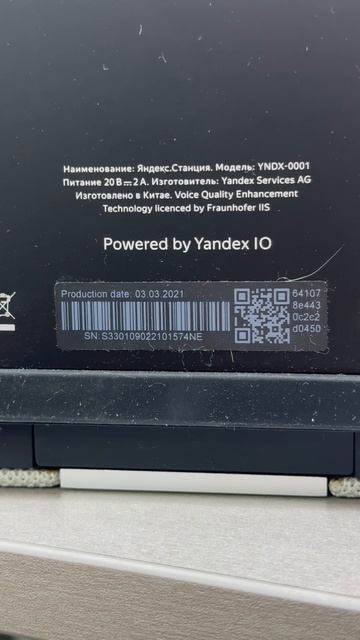 Наименование: Яндекс.Станция. Модель: YNDX-0001
Питание 20 В⎓2 А. Изготовитель: Yandex Services AG
Изготовлено в Китае. Voice Quality Enhancement
Technology licenced by Fraunhofer IIS
Powered by Yandex IO
Production date: 03.03.2021
SN: S330109022101574NE
64107
8e443
0c2c2
d0450